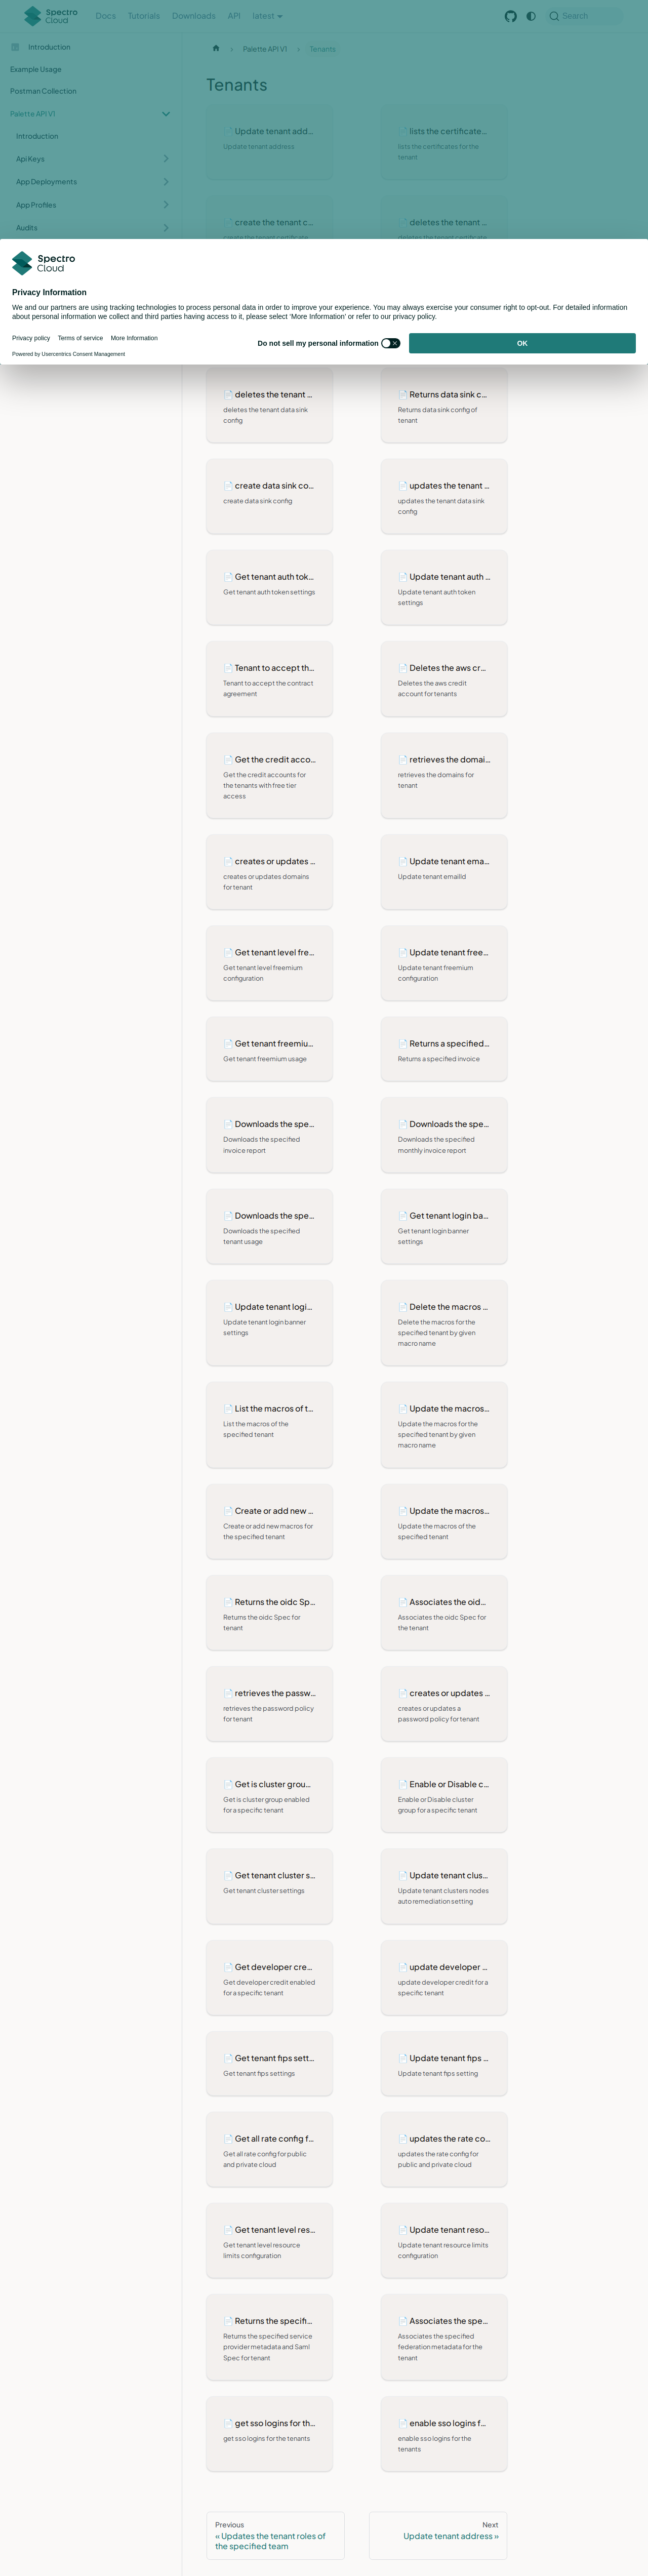 Spectro Cloud
Docs
Tutorials
Downloads
API
latest
Search
Introduction
Example Usage
Postman Collection
Palette API V1
Introduction
Api Keys
App Deployments
App Profiles
Audits
Palette API V1
Tenants
Tenants
Update tenant add...
Update tenant address
lists the certificate...
lists the certificates for the
tenant
create the tenant c...
create the tenant certificate
deletes the tenant ...
deletes the tenant certificate
Spectro
Cloud
Privacy Information
We and our partners are using tracking technologies to process personal data in order to improve your experience. You may always exercise your consumer right to opt-out. For detailed information
about personal information we collect and third parties having access to it, please select 'More Information' or refer to our privacy policy.
Privacy policy
Terms of service
More Information
Do not sell my personal information
OK
Powered by Usercentrics Consent Management
deletes the tenant ...
deletes the tenant data sink
config
Returns data sink c...
Returns data sink config of
tenant
create data sink co...
create data sink config
updates the tenant ...
updates the tenant data sink
config
Get tenant auth tok...
Get tenant auth token settings
Update tenant auth ...
Update tenant auth token
settings
Tenant to accept th...
Tenant to accept the contract
agreement
Deletes the aws cr...
Deletes the aws credit
account for tenants
Get the credit acco...
Get the credit accounts for
the tenants with free tier
access
retrieves the domai...
retrieves the domains for
tenant
creates or updates ...
creates or updates domains
for tenant
Update tenant ema...
Update tenant emailId
Get tenant level fre...
Get tenant level freemium
configuration
Update tenant free...
Update tenant freemium
configuration
Get tenant freemiu...
Get tenant freemium usage
Returns a specified...
Returns a specified invoice
Downloads the spe...
Downloads the specified
invoice report
Downloads the spe...
Downloads the specified
monthly invoice report
Downloads the spe...
Downloads the specified
tenant usage
Get tenant login ba...
Get tenant login banner
settings
Update tenant logi...
Update tenant login banner
settings
Delete the macros ...
Delete the macros for the
specified tenant by given
macro name
List the macros of t...
List the macros of the
specified tenant
Update the macros...
Update the macros for the
specified tenant by given
macro name
Create or add new ...
Create or add new macros for
the specified tenant
Update the macros...
Update the macros of the
specified tenant
Returns the oidc Sp...
Returns the oidc Spec for
tenant
Associates the oid...
Associates the oidc Spec for
the tenant
retrieves the passw...
retrieves the password policy
for tenant
creates or updates ...
creates or updates a
password policy for tenant
Get is cluster grou...
Get is cluster group enabled
for a specific tenant
Enable or Disable c...
Enable or Disable cluster
group for a specific tenant
Get tenant cluster s...
Get tenant cluster settings
Update tenant clus...
Update tenant clusters nodes
auto remediation setting
Get developer cre...
Get developer credit enabled
for a specific tenant
update developer ...
update developer credit for a
specific tenant
Get tenant fips sett...
Get tenant fips settings
Update tenant fips ...
Update tenant fips setting
Get all rate config f...
Get all rate config for public
and private cloud
updates the rate co...
updates the rate config for
public and private cloud
Get tenant level res...
Get tenant level resource
limits configuration
Update tenant reso...
Update tenant resource limits
configuration
Returns the specifi...
Returns the specified service
provider metadata and Saml
Spec for tenant
Associates the spe...
Associates the specified
federation metadata for the
tenant
get sso logins for th...
get sso logins for the tenants
enable sso logins f...
enable sso logins for the
tenants
Previous
« Updates the tenant roles of
the specified team
Next
Update tenant address »